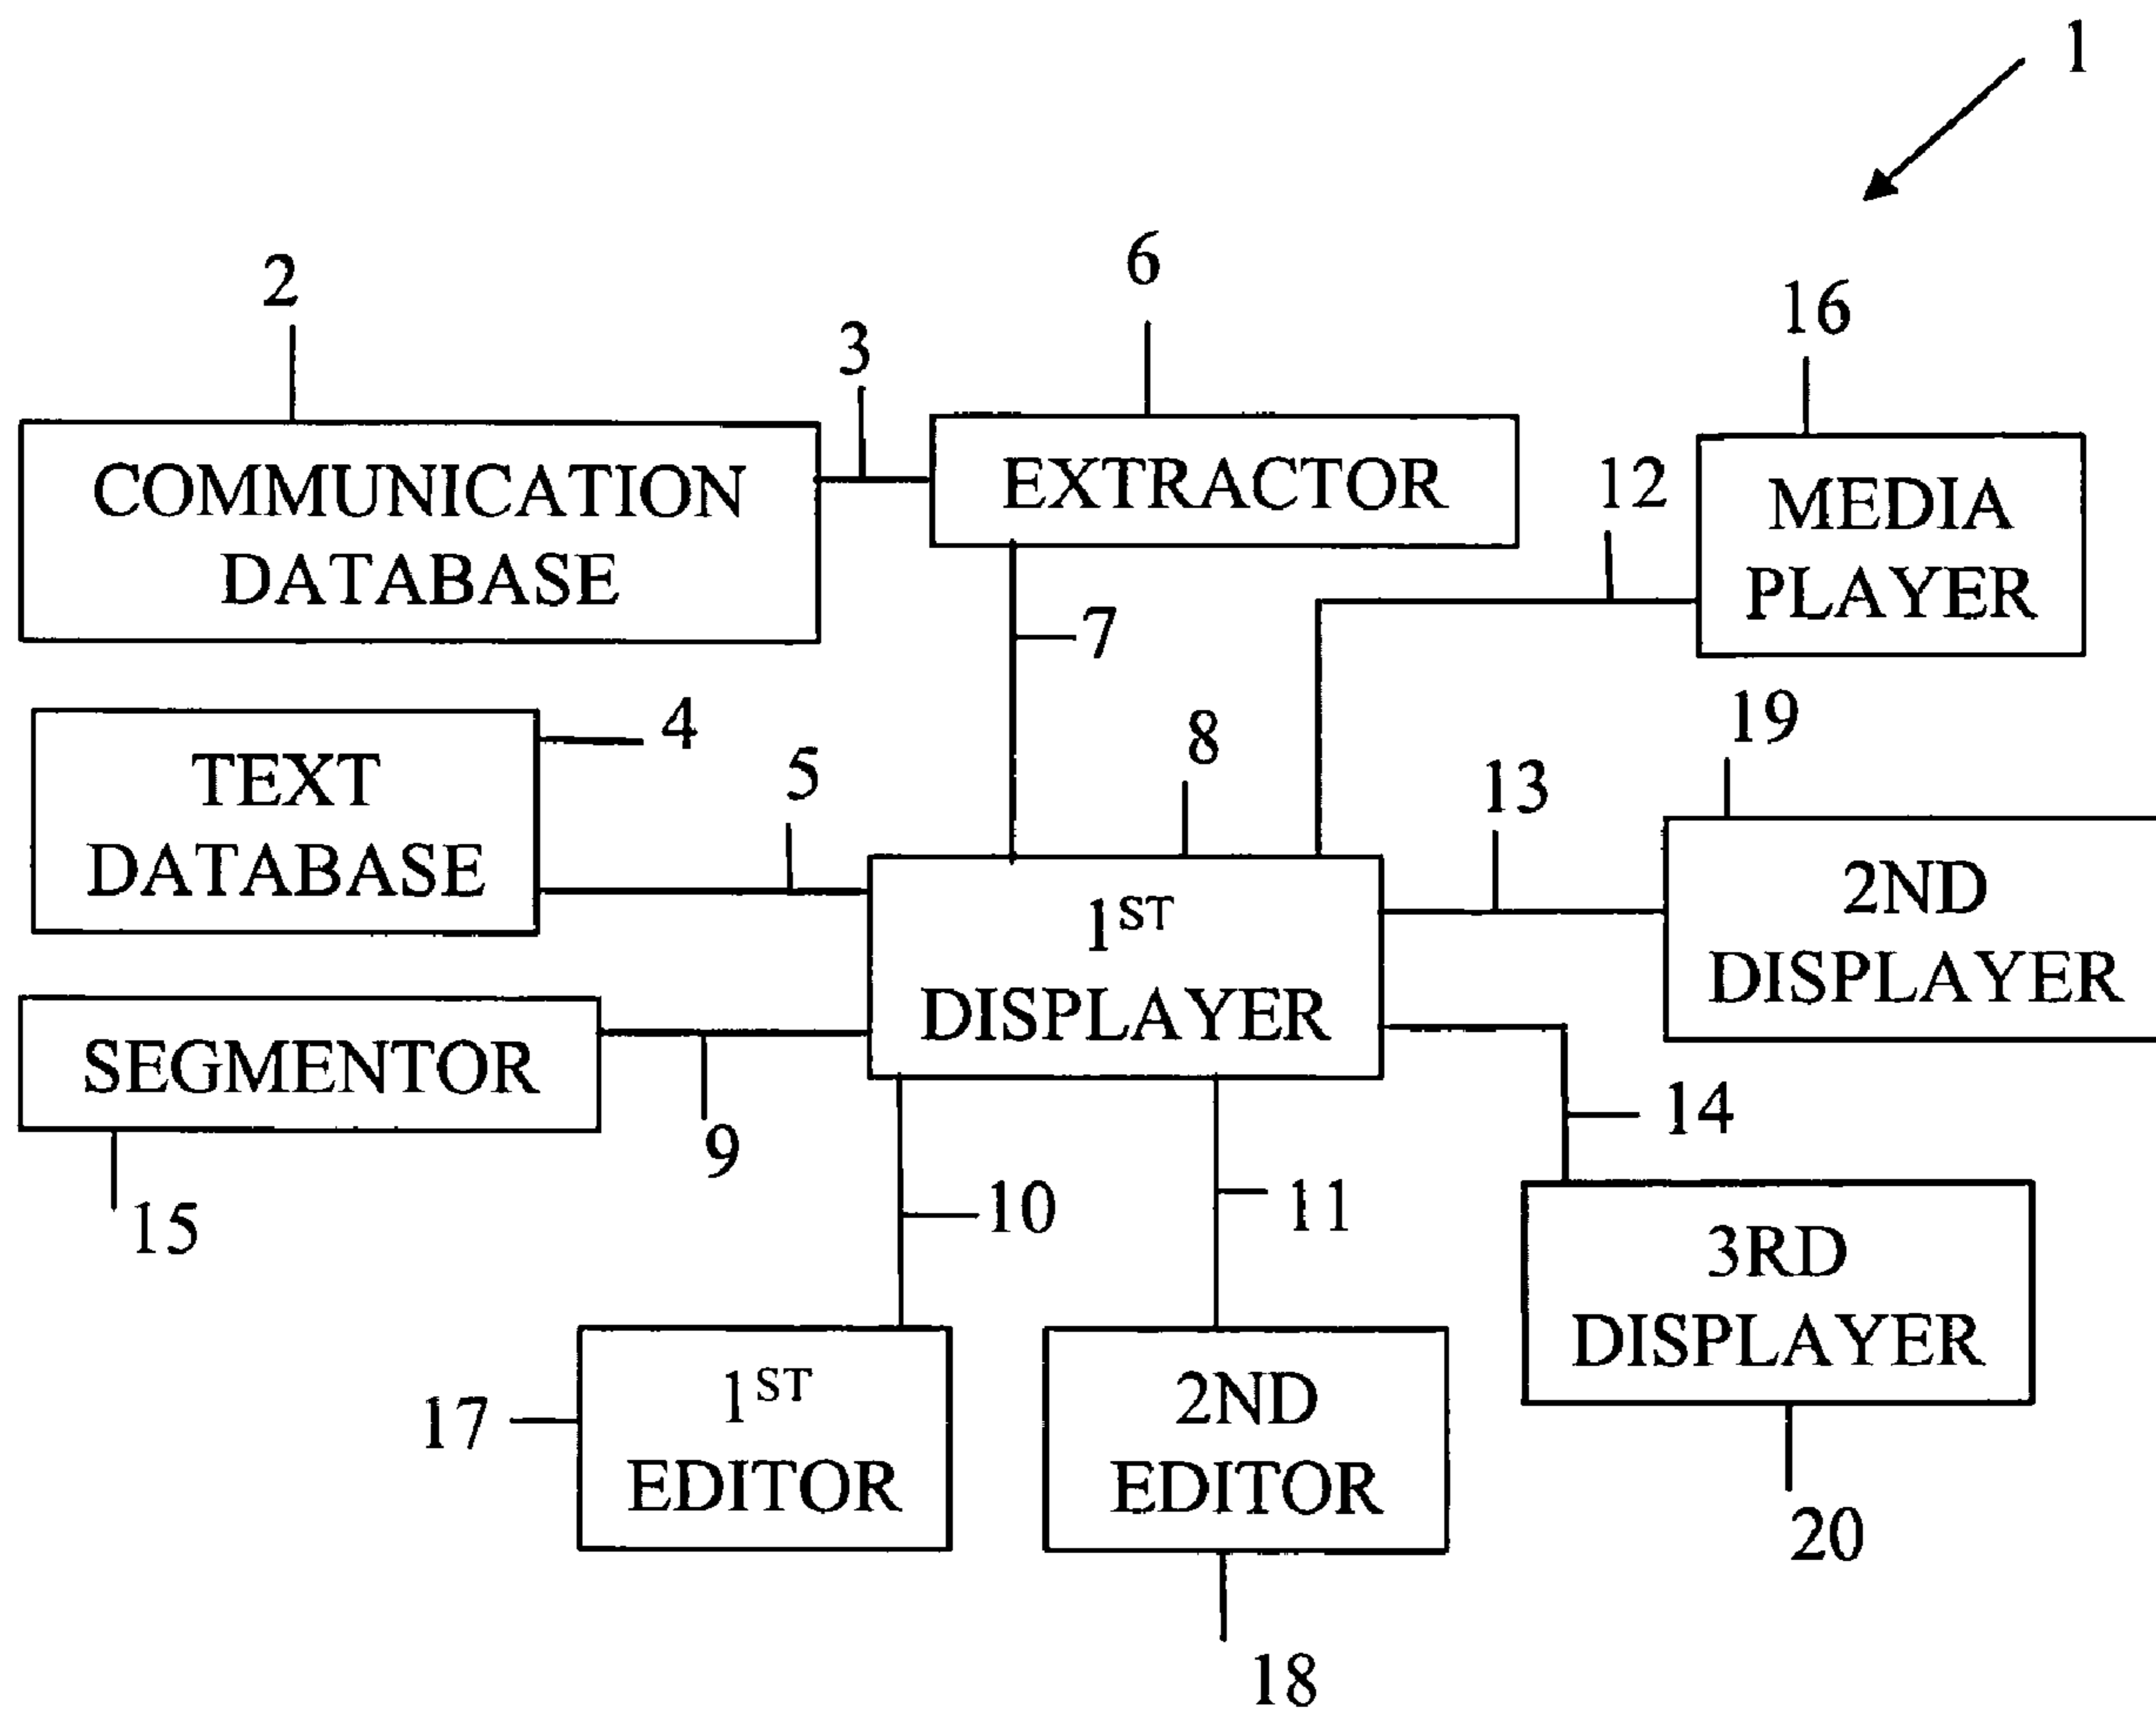 1
2
3
6
16
COMMUNICATION
DATABASE
EXTRACTOR
12
MEDIA
PLAYER
7
4
5
8
13
19
TEXT
DATABASE
1ST
DISPLAYER
2ND
DISPLAYER
SEGMENTOR
9
15
10
11
14
3RD
DISPLAYER
17
1ST
EDITOR
2ND
EDITOR
20
18